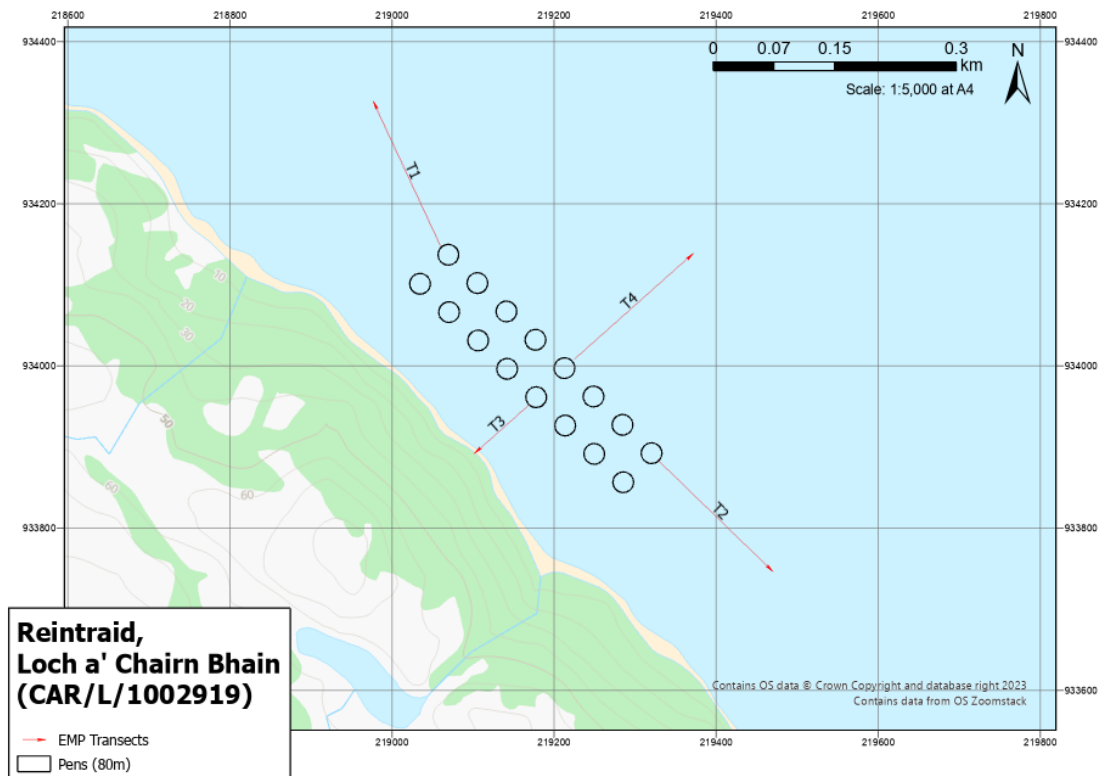 218600 218800 219000 219200 219400 219600 219800
934400 934400
0 0.07 0.15 0.3
km
N
Scale: 1:5,000 at A4
T1
934200 934200
T4
10
20
30
934000 934000
50
T3
60
60
T2
933800 933800
Reintraid,
Loch a' Chairn Bhain
(CAR/L/1002919)
EMP Transects
Pens (80m)
Contains OS data © Crown Copyright and database right 2023
Contains data from OS Zoomstack
933600
219000 219200 219400 219600 219800